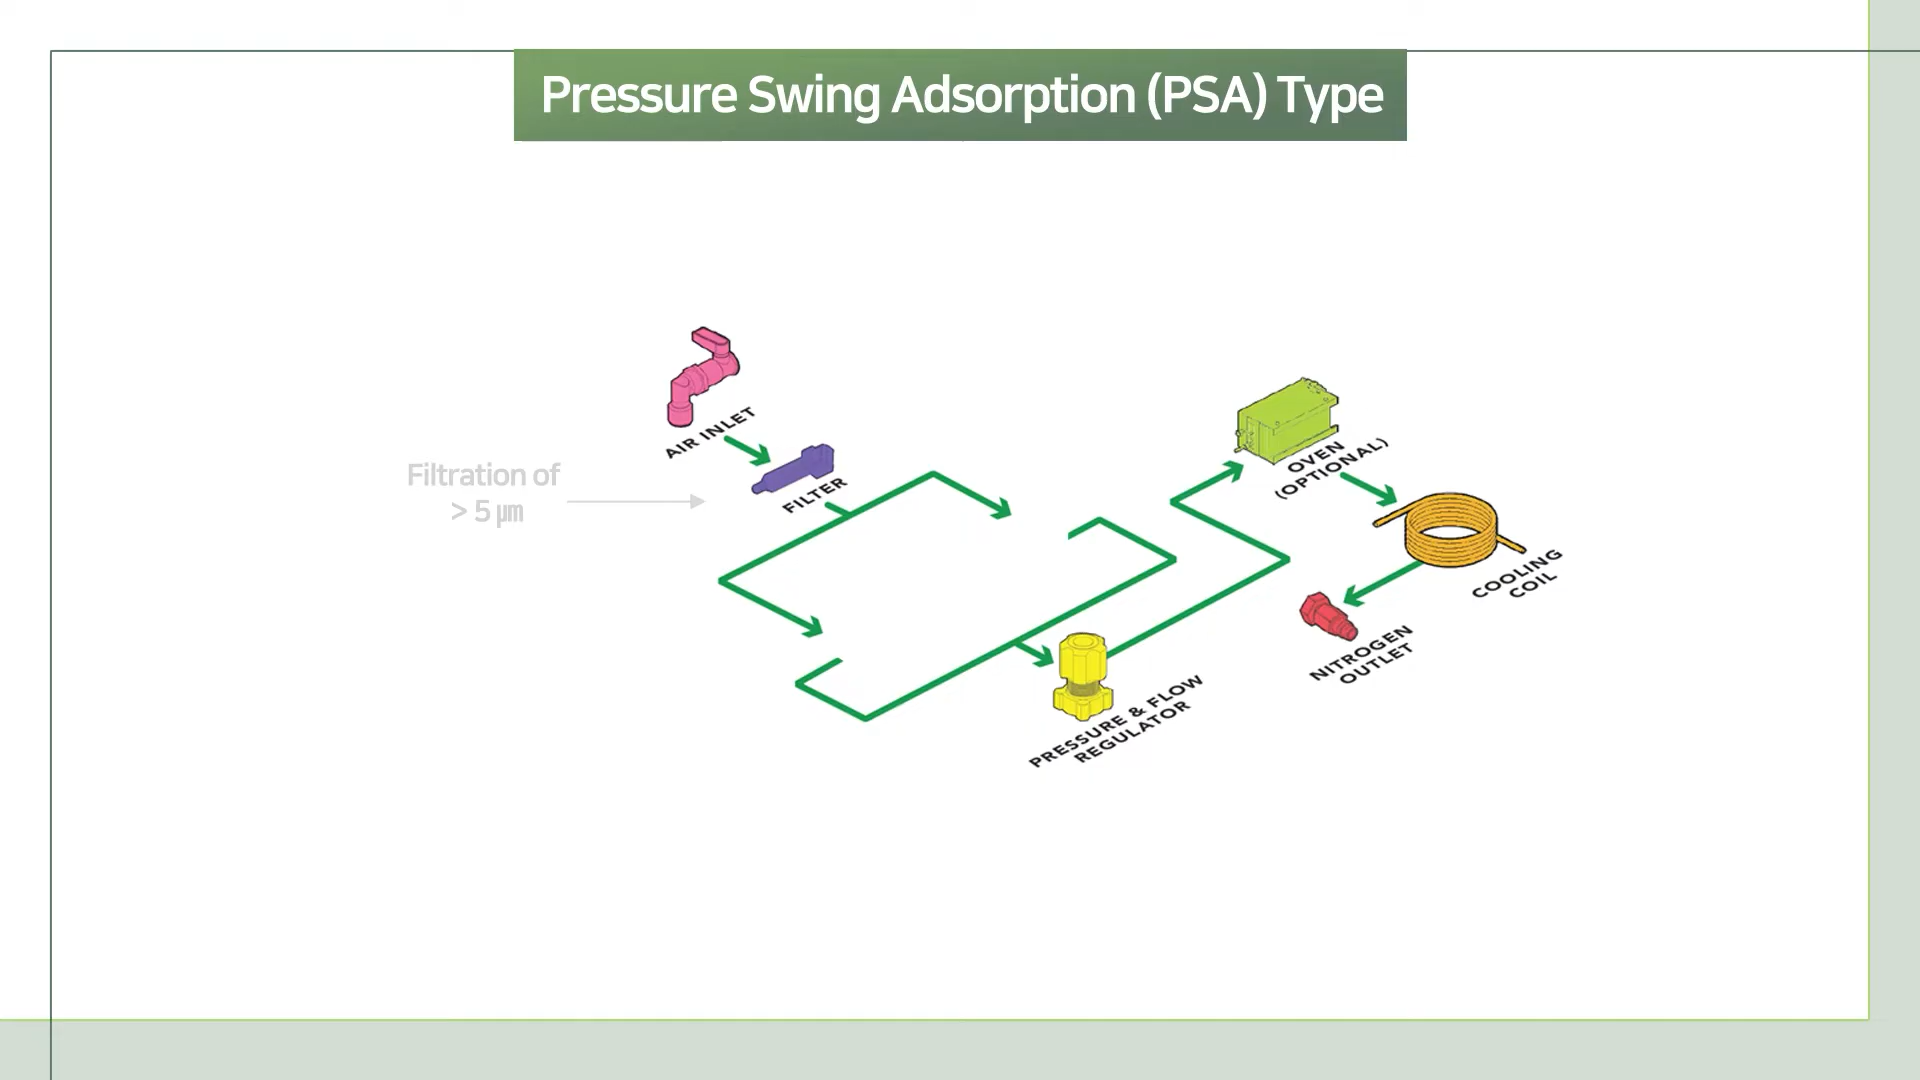 Pressure Swing Adsorption (PSA) Type
AIR INLET
FILTER
Filtration of
> 5 ㎛
OVEN
(OPTIONAL)
COOLING
COIL
NITROGEN
OUTLET
PRESSURE & FLOW
REGULATOR